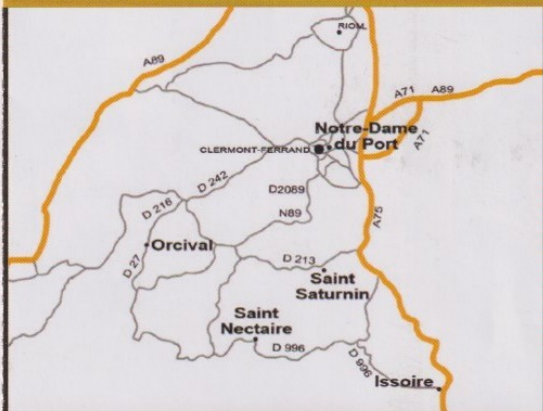 RIOM
A89
A71
A89
A71
Notre-Dame
du Port
CLERMONT-FERRAND
D 242
D2089
D 216
N89
A75
Orcival
D 27
D 213
Saint
Saturnin
Saint
Nectaire
D 996
D 996
Issoire